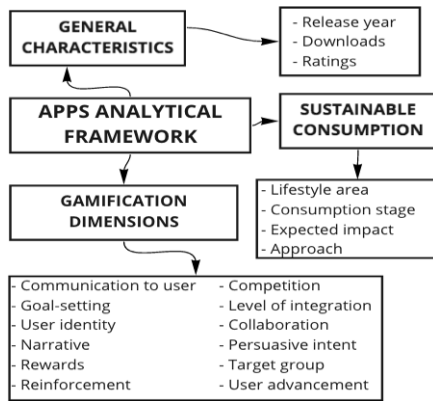 GENERAL
CHARACTERISTICS
- Release year
- Downloads
- Ratings
APPS ANALYTICAL
FRAMEWORK
SUSTAINABLE
CONSUMPTION
- Lifestyle area
- Consumption stage
- Expected impact
- Approach
GAMIFICATION
DIMENSIONS
- Communication to user
- Goal-setting
- User identity
- Narrative
- Rewards
- Reinforcement
- Competition
- Level of integration
- Collaboration
- Persuasive intent
- Target group
- User advancement